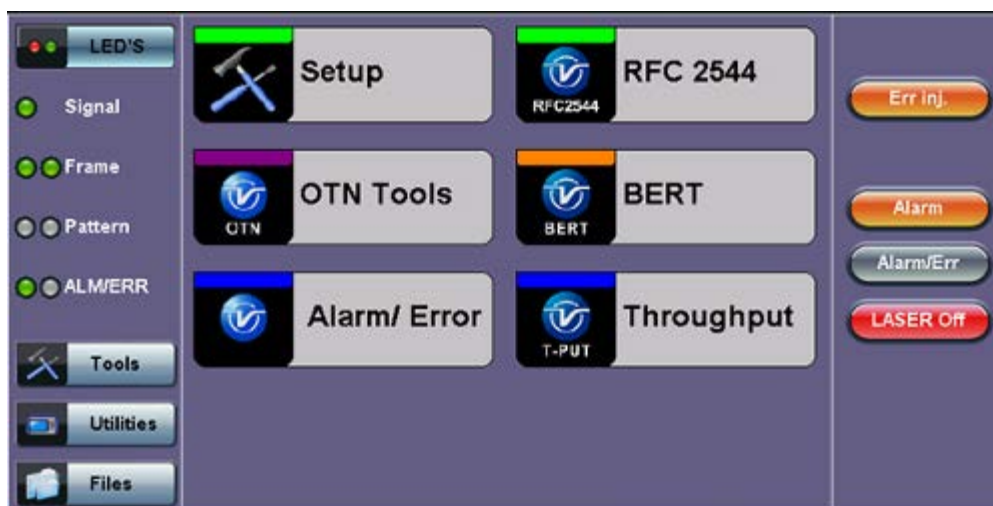 LED'S
Signal
Frame
Pattern
ALM/ERR
Tools
Utilities
Files
Setup
RFC2544
RFC 2544
OTN
OTN Tools
BERT
BERT
Alarm/ Error
T-PUT
Throughput
Err inj.
Alarm
Alarm/Err
LASER Off